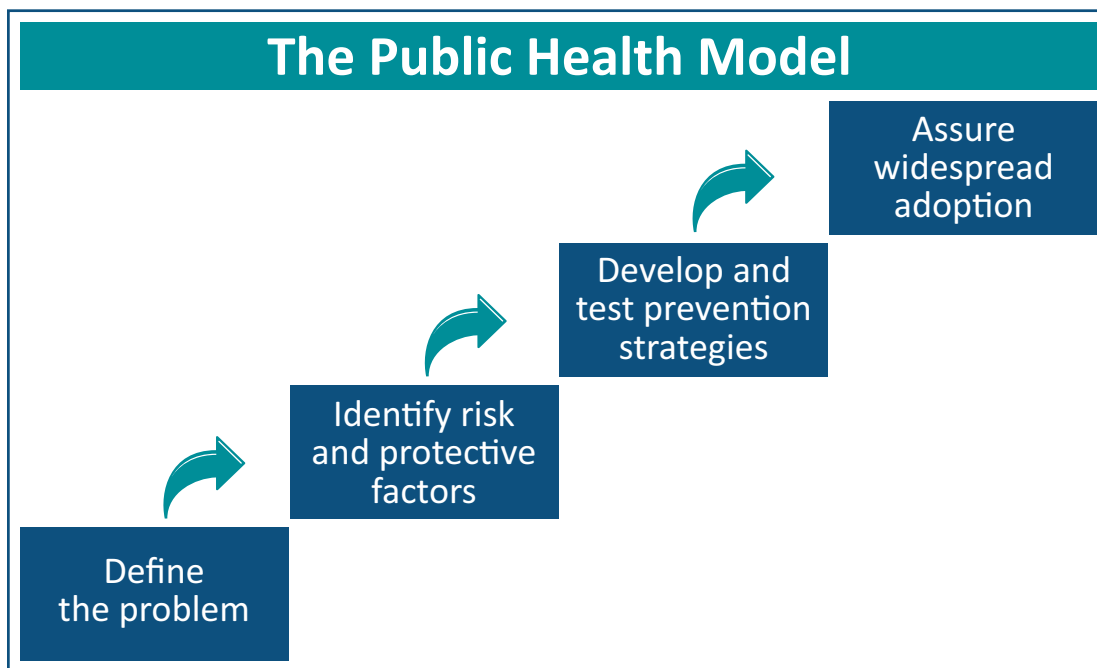 The Public Health Model
Assure
widespread
adoption
Develop and
test prevention
strategies
Identify risk
and protective
factors
Define
the problem